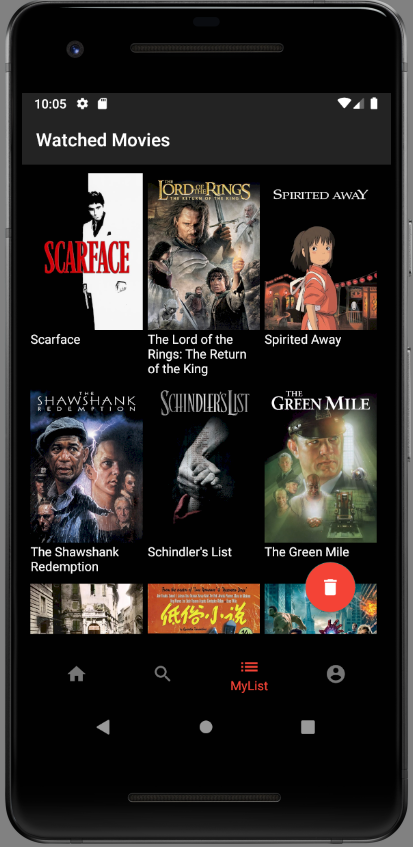 10:05
Watched Movies
SCARFACE
THE
LORD OF THE RINGS
THE RETURN OF THE KING
SPIRITED AWAY
Scarface
The Lord of the
Rings: The Return
of the King
Spirited Away
THE
SHAWSHANK
REDEMPTION
SCHINDLER'S LIST
THE
GREEN MILE
The Shawshank
Redemption
Schindler's List
The Green Mile
低俗小说
MyList